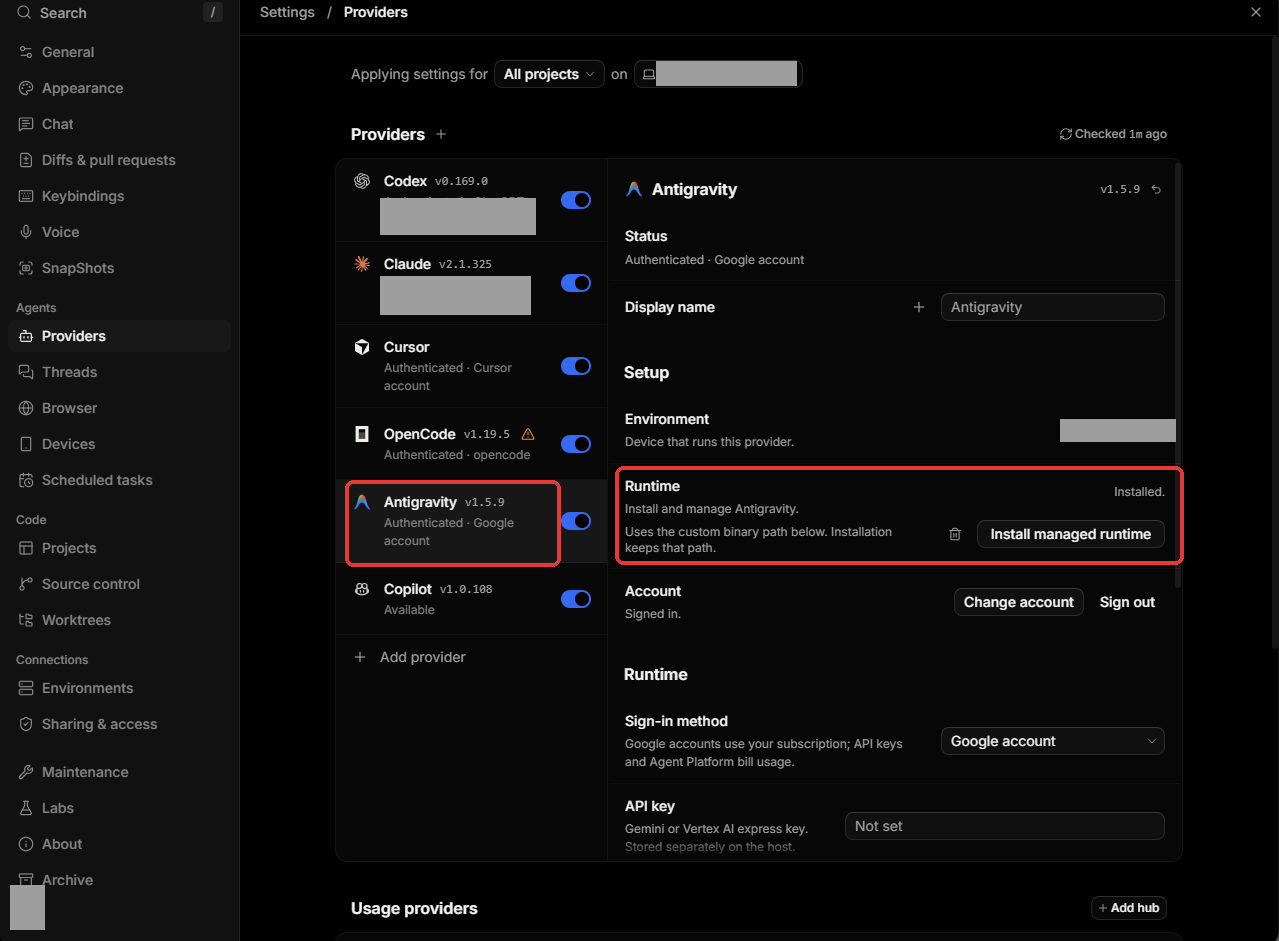 Search /
General
Appearance
Chat
Diffs & pull requests
Keybindings
Voice
SnapShots
Agents
Providers
Threads
Browser
Devices
Scheduled tasks
Code
Projects
Source control
Worktrees
Connections
Environments
Sharing & access
Maintenance
Labs
About
Archive
Settings / Providers
Applying settings for All projects on
Providers
Checked 1m ago
Codex v0.169.0
Claude v2.1.325
Cursor
Authenticated · Cursor
account
OpenCode v1.19.5
Authenticated · opencode
Antigravity v1.5.9
Authenticated · Google
account
Copilot v1.0.108
Available
Add provider
Antigravity v1.5.9
Status
Authenticated · Google account
Display name Antigravity
Setup
Environment
Device that runs this provider.
Runtime
Installed.
Install and manage Antigravity.
Uses the custom binary path below. Installation
keeps that path.
Install managed runtime
Account
Signed in.
Change account Sign out
Runtime
Sign-in method
Google accounts use your subscription; API keys
and Agent Platform bill usage.
Google account
API key
Gemini or Vertex AI express key.
Stored separately on the host.
Not set
Usage providers
+ Add hub